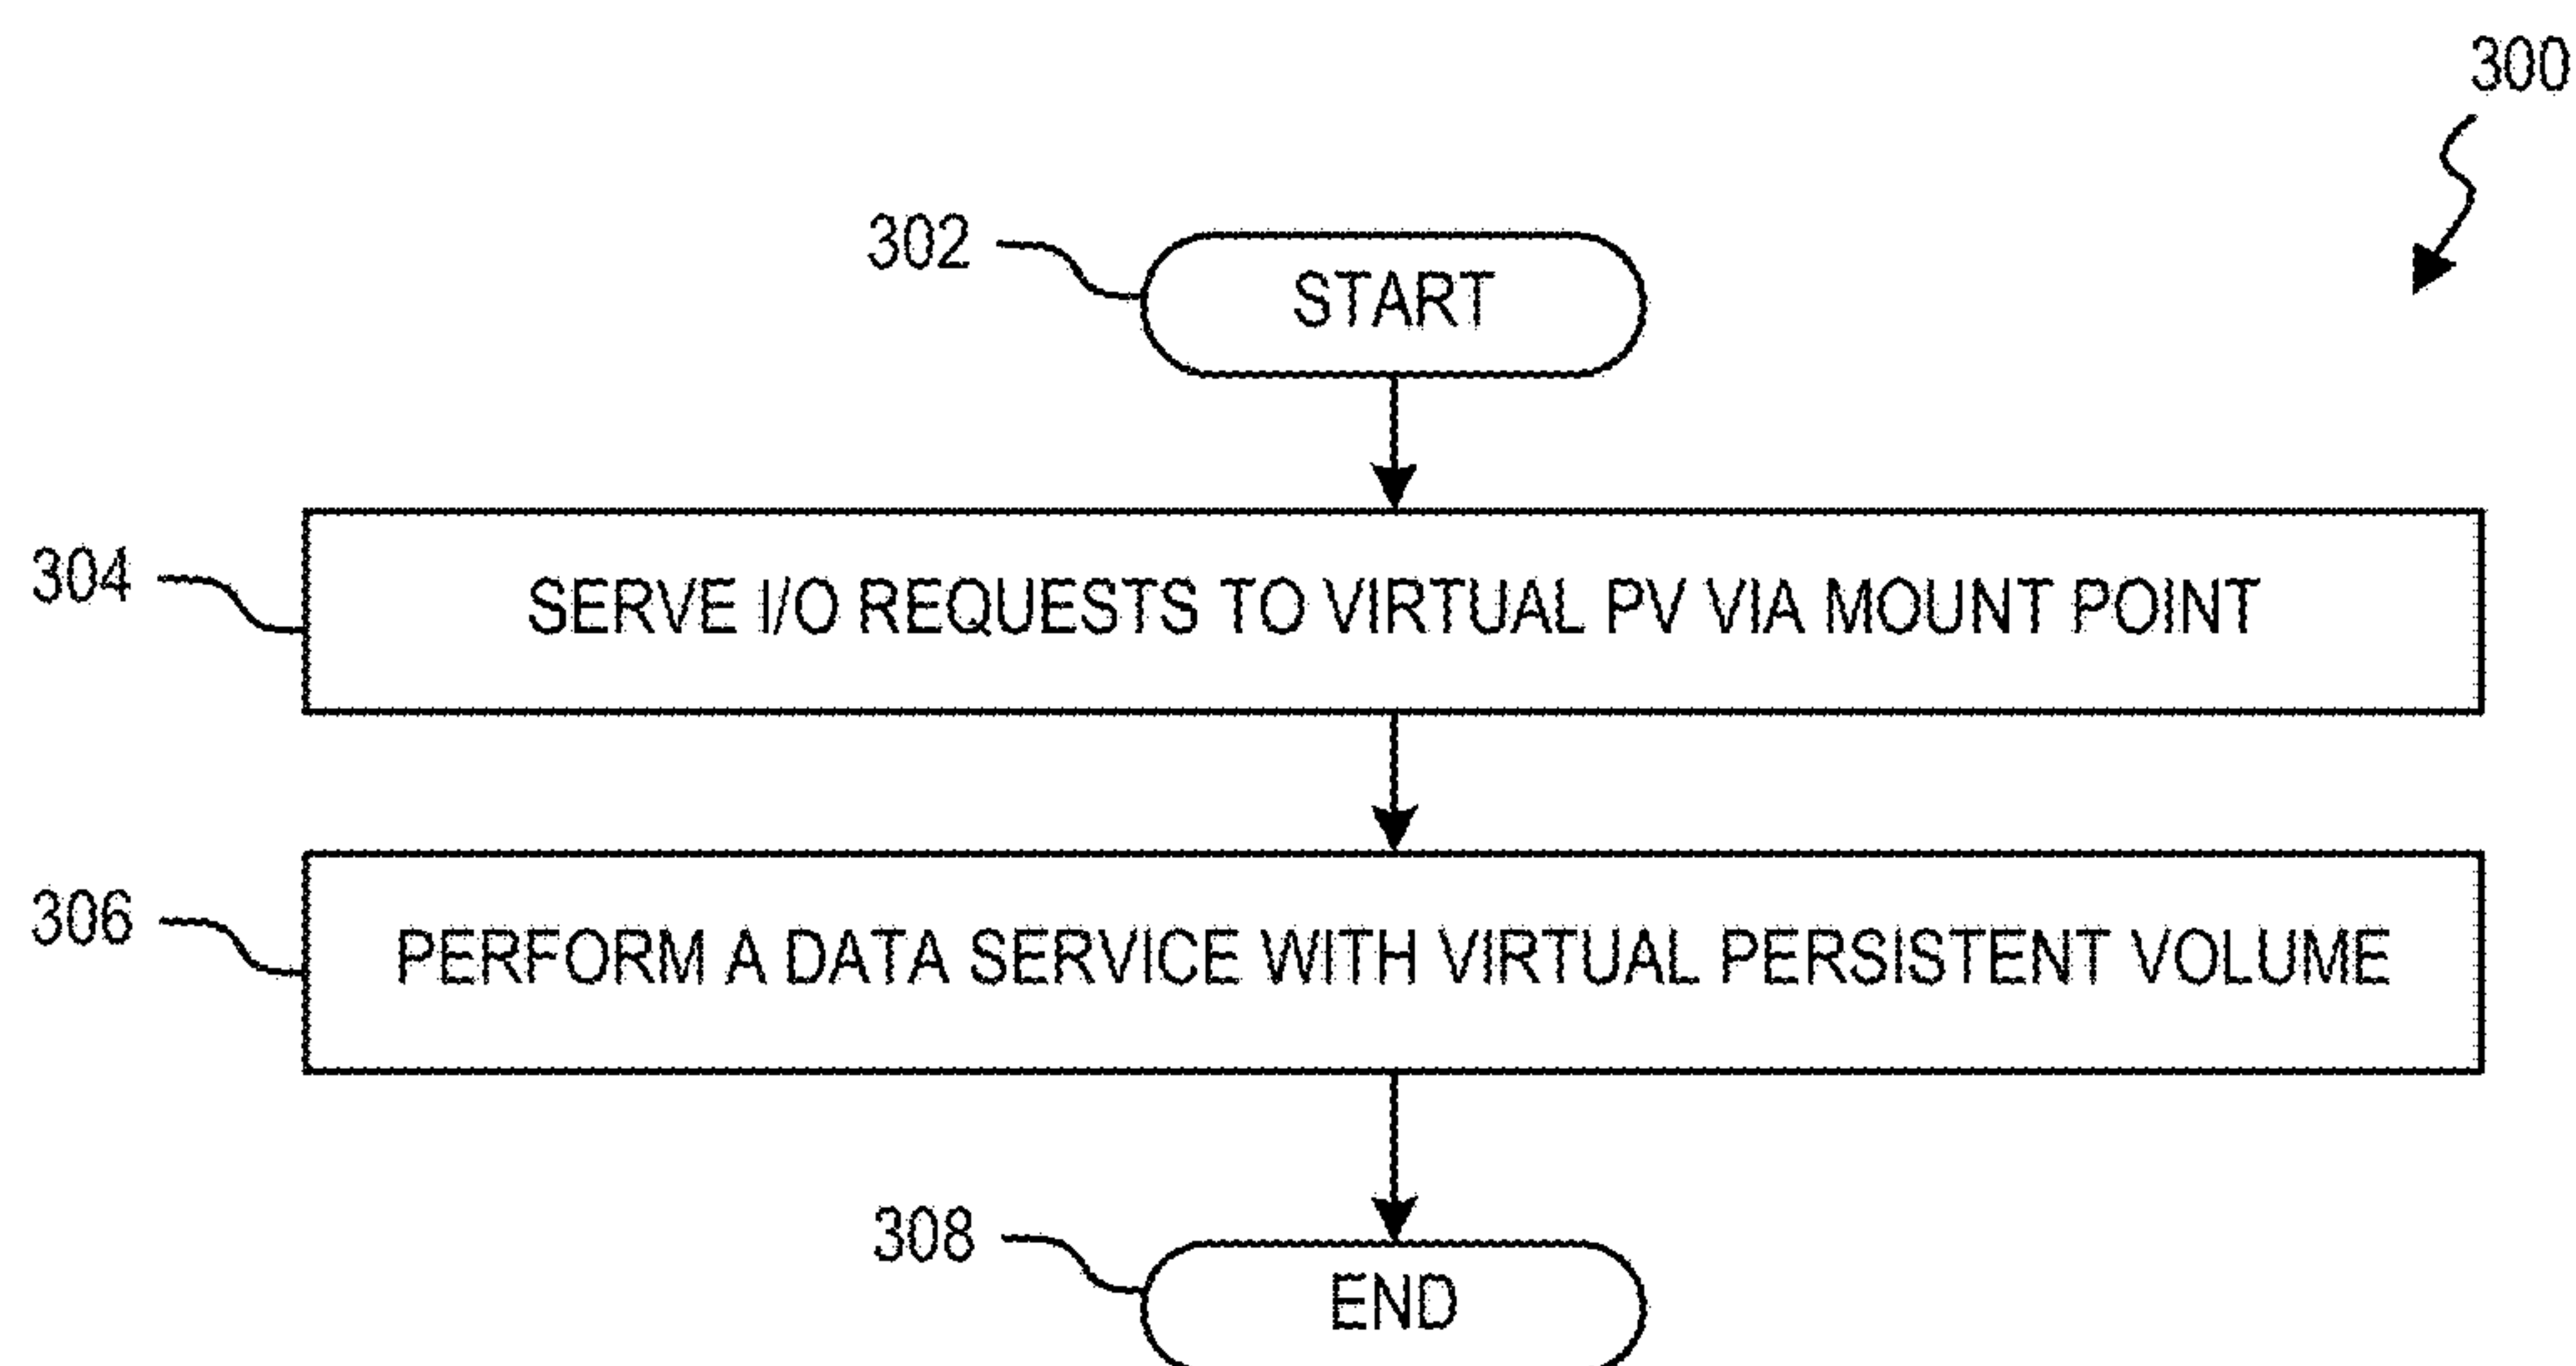 300
302
START
304
SERVE I/O REQUESTS TO VIRTUAL PV VIA MOUNT POINT
306
PERFORM A DATA SERVICE WITH VIRTUAL PERSISTENT VOLUME
308
END